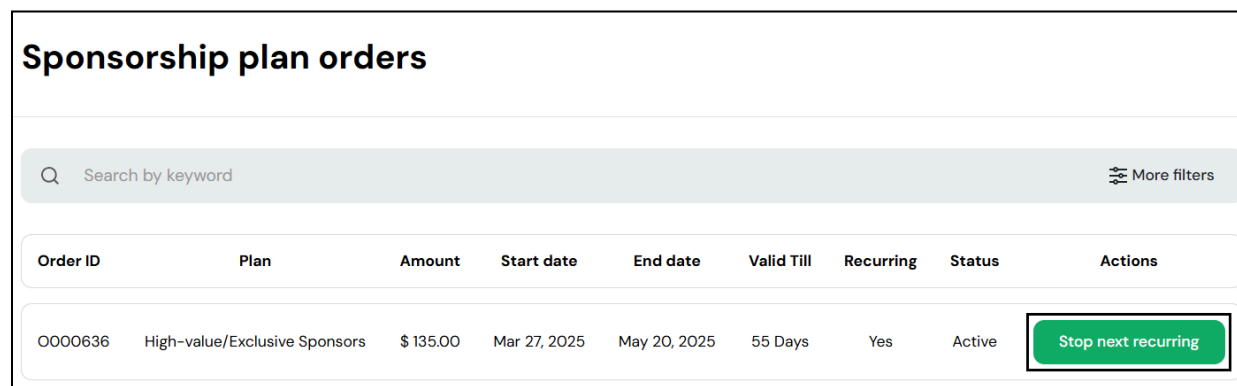 Sponsorship plan orders
Search by keyword More filters
Order ID Plan Amount Start date End date Valid Till Recurring Status Actions
O000636 High-value/Exclusive Sponsors $ 135.00 Mar 27, 2025 May 20, 2025 55 Days Yes Active Stop next recurring